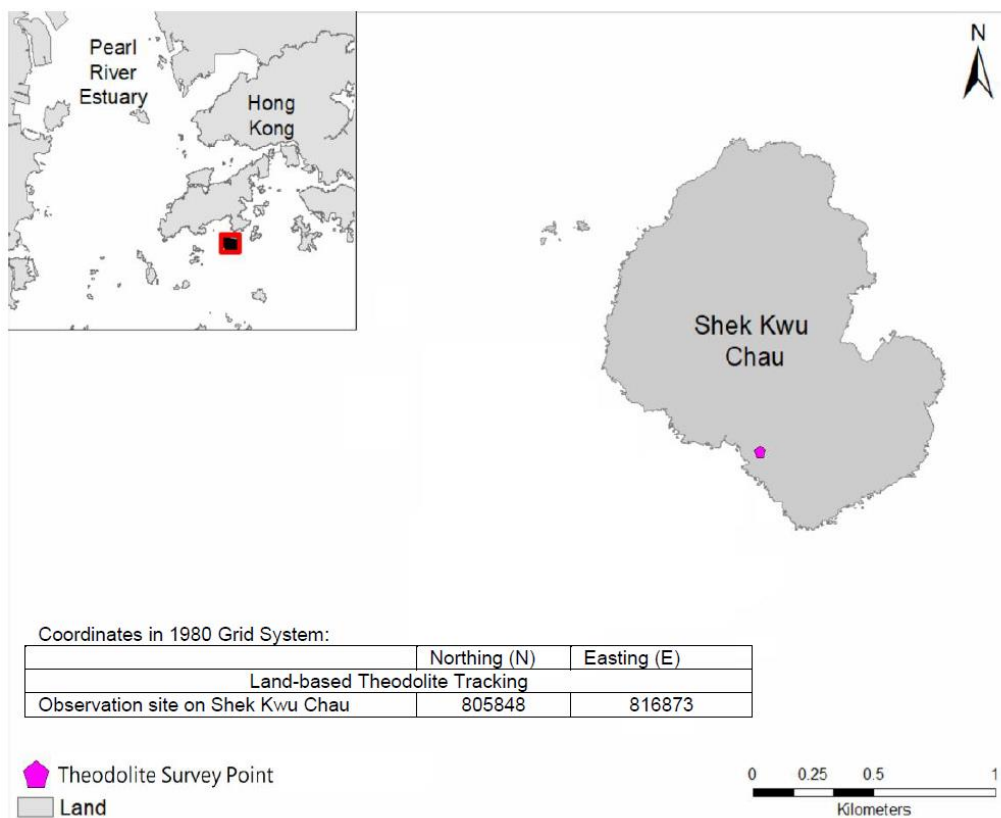 Pearl
River
Estuary
Hong
Kong
N
Shek Kwu
Chau
Coordinates in 1980 Grid System:
Northing (N) Easting (E)
Land-based Theodolite Tracking
Observation site on Shek Kwu Chau 805848 816873
Theodolite Survey Point
Land
0 0.25 0.5 1
Kilometers